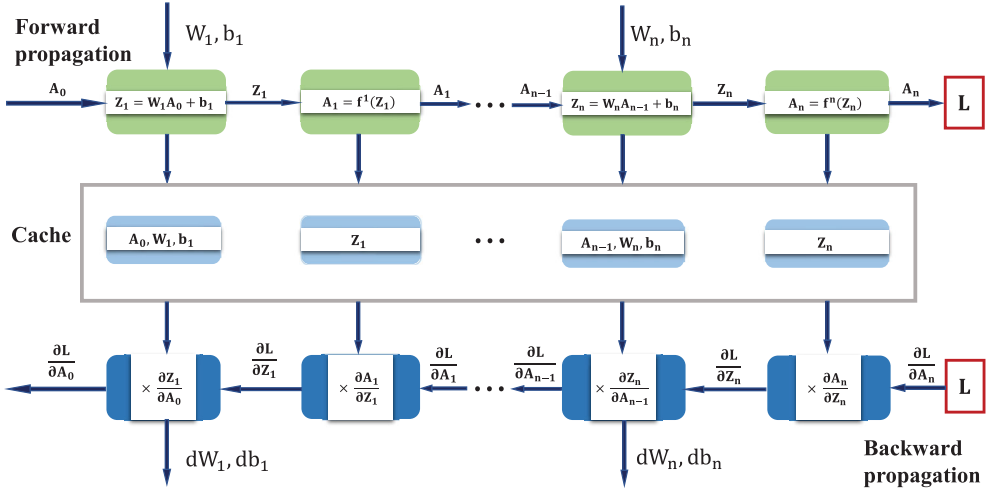 Forward
propagation
W₁, b₁
Wₙ, bₙ
A₀
Z₁ = W₁A₀ + b₁
Z₁
A₁ = f¹(Z₁)
A₁
...
Aₙ₋₁
Zₙ = WₙAₙ₋₁ + bₙ
Zₙ
Aₙ = fⁿ(Zₙ)
Aₙ
L
Cache
A₀, W₁, b₁
Z₁
...
Aₙ₋₁, Wₙ, bₙ
Zₙ
∂L/∂A₀
× ∂Z₁/∂A₀
∂L/∂Z₁
× ∂A₁/∂Z₁
∂L/∂A₁
...
∂L/∂Aₙ₋₁
× ∂Zₙ/∂Aₙ₋₁
∂L/∂Zₙ
× ∂Aₙ/∂Zₙ
∂L/∂Aₙ
L
dW₁, db₁
dWₙ, dbₙ
Backward
propagation